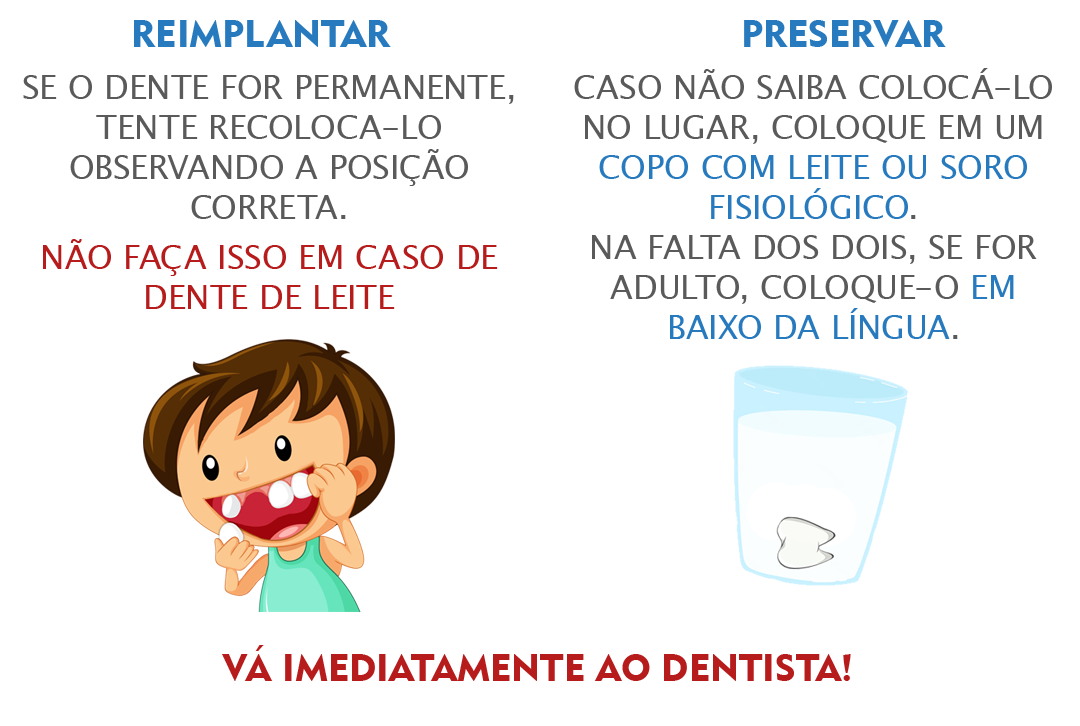 REIMPLANTAR
SE O DENTE FOR PERMANENTE,
TENTE RECOLOCA-LO
OBSERVANDO A POSIÇÃO
CORRETA.
NÃO FAÇA ISSO EM CASO DE
DENTE DE LEITE
PRESERVAR
CASO NÃO SAIBA COLOCÁ-LO
NO LUGAR, COLOQUE EM UM
COPO COM LEITE OU SORO
FISIOLÓGICO.
NA FALTA DOS DOIS, SE FOR
ADULTO, COLOQUE-O EM
BAIXO DA LÍNGUA.
VÁ IMEDIATAMENTE AO DENTISTA!